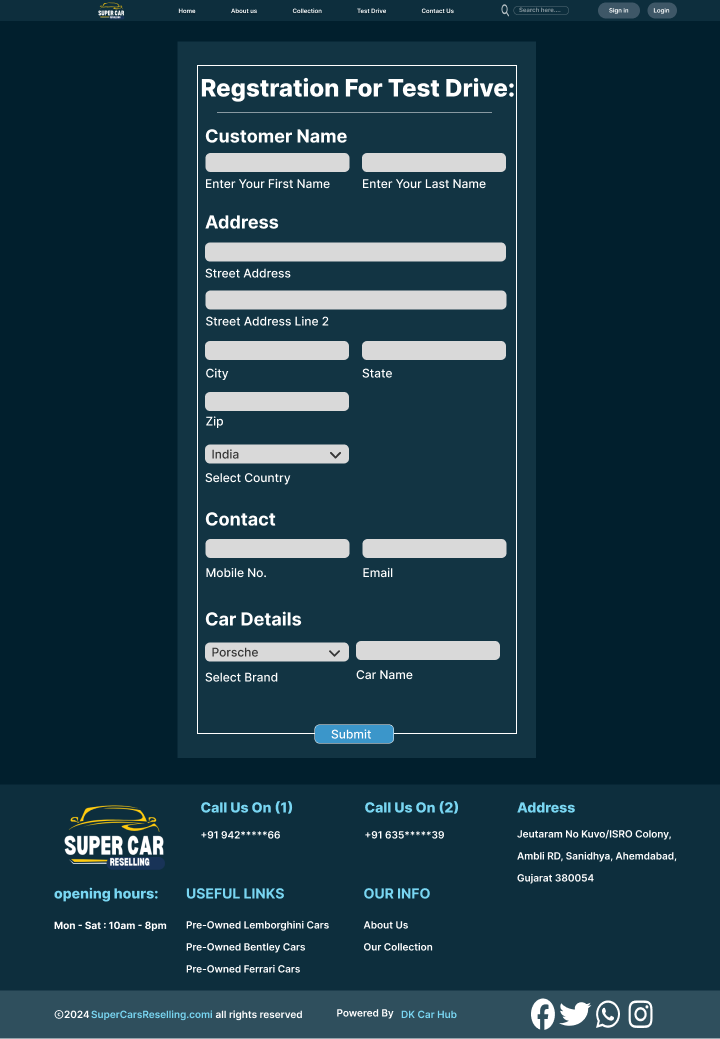 SUPER CAR
RESELLING
Home About us Collection Test Drive Contact Us Search here.... Sign in Login
Regstration For Test Drive:
Customer Name
Enter Your First Name Enter Your Last Name
Address
Street Address
Street Address Line 2
City State
Zip
India
Select Country
Contact
Mobile No. Email
Car Details
Porsche
Select Brand Car Name
Submit
Call Us On (1) Call Us On (2) Address
+91 942*****66 +91 635*****39 Jeutaram No Kuvo/ISRO Colony,
Ambli RD, Sanidhya, Ahemdabad,
Gujarat 380054
SUPER CAR
RESELLING
opening hours: USEFUL LINKS OUR INFO
Mon - Sat : 10am - 8pm Pre-Owned Lemborghini Cars About Us
Pre-Owned Bentley Cars Our Collection
Pre-Owned Ferrari Cars
©2024 SuperCarsReselling.comi all rights reserved Powered By DK Car Hub